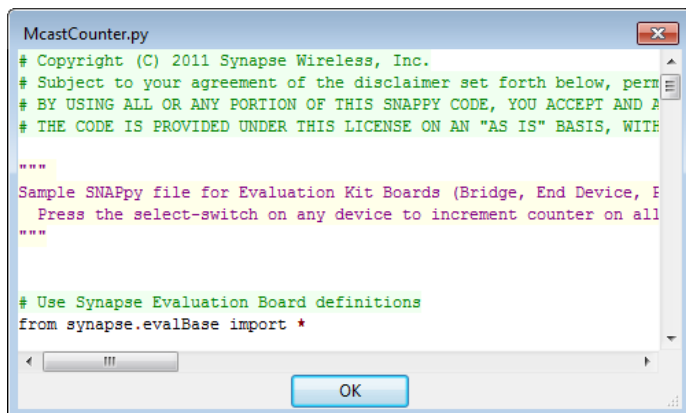 McastCounter.py
# Copyright (C) 2011 Synapse Wireless, Inc.
# Subject to your agreement of the disclaimer set forth below, perm
# BY USING ALL OR ANY PORTION OF THIS SNAPPY CODE, YOU ACCEPT AND A
# THE CODE IS PROVIDED UNDER THIS LICENSE ON AN "AS IS" BASIS, WITH
"""
Sample SNAPpy file for Evaluation Kit Boards (Bridge, End Device, P
Press the select-switch on any device to increment counter on all
"""
# Use Synapse Evaluation Board definitions
from synapse.evalBase import *
OK